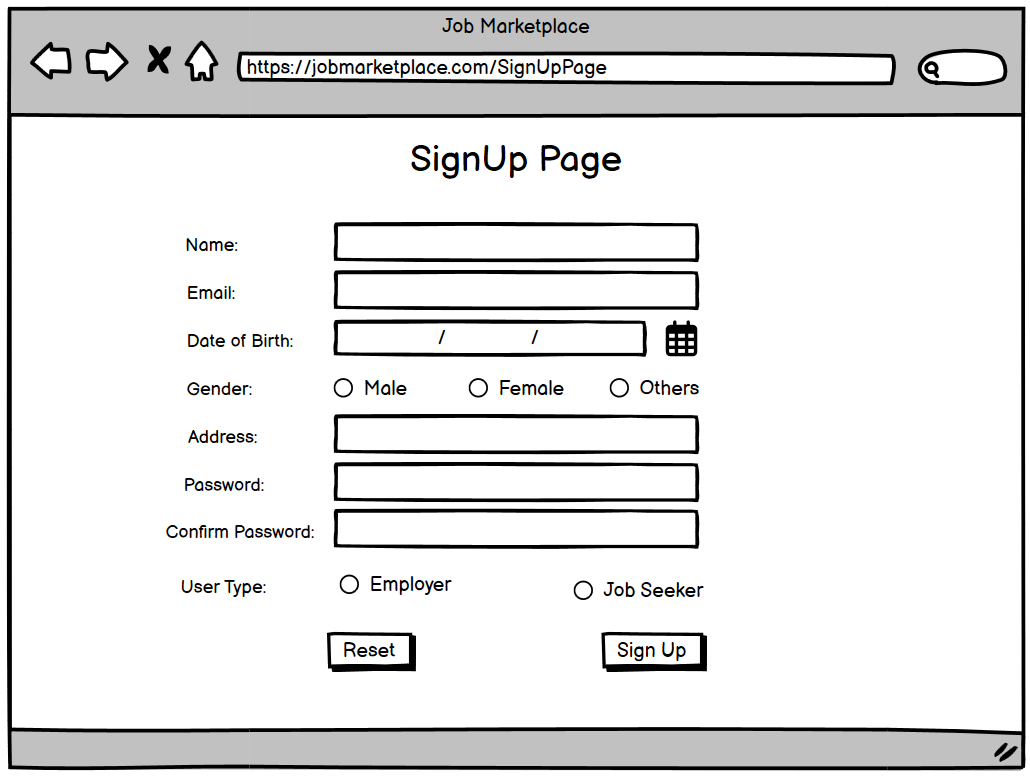 Job Marketplace
https://jobmarketplace.com/SignUpPage
SignUp Page
Name:
Email:
Date of Birth: / /
Gender: Male Female Others
Address:
Password:
Confirm Password:
User Type: Employer Job Seeker
Reset Sign Up